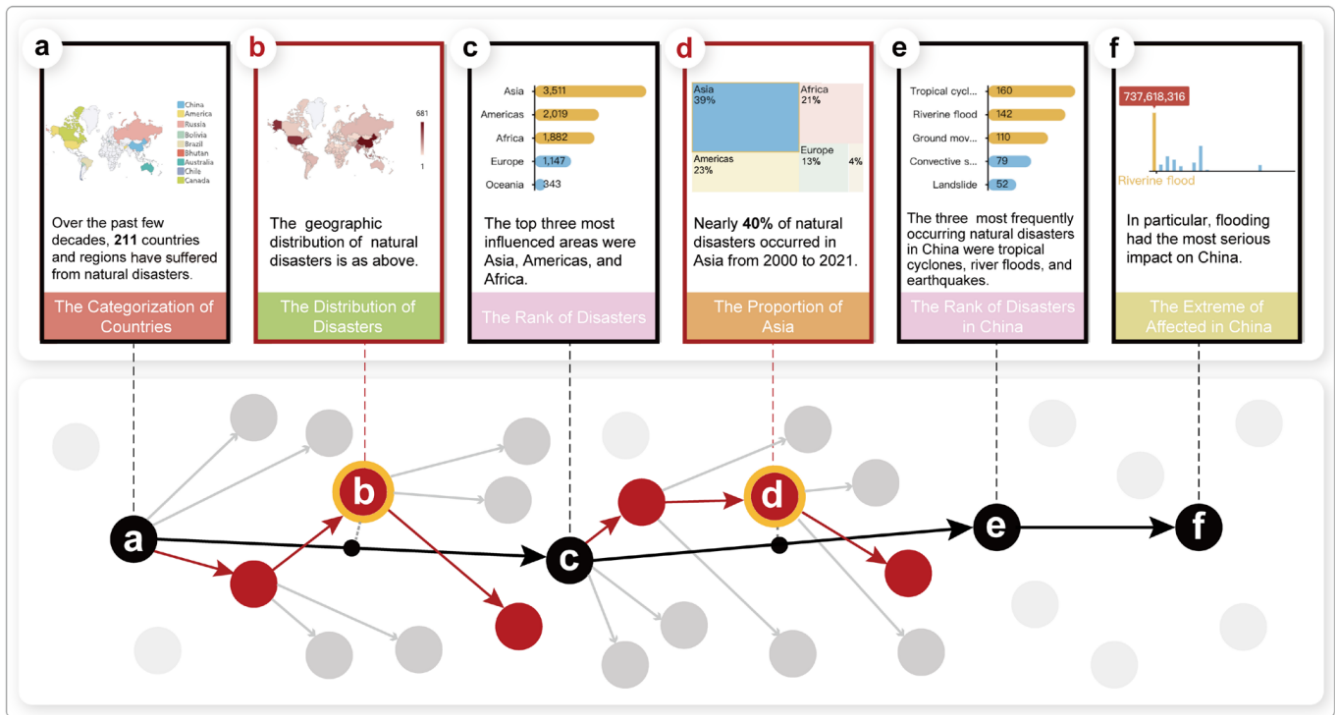 a
China
America
Russia
Bolivia
Brazil
Bhutan
Australia
Chile
Canada
Over the past few
decades, 211 countries
and regions have suffered
from natural disasters.
The Categorization of
Countries
b
681
1
The geographic
distribution of natural
disasters is as above.
The Distribution of
Disasters
c
Asia 3,511
Americas 2,019
Africa 1,882
Europe 1,147
Oceania 343
The top three most
influenced areas were
Asia, Americas, and
Africa.
The Rank of Disasters
d
Asia
39%
Africa
21%
Americas
23%
Europe
13%
4%
Nearly 40% of natural
disasters occurred in
Asia from 2000 to 2021.
The Proportion of
Asia
e
Tropical cycl... 160
Riverine flood 142
Ground mov... 110
Convective s... 79
Landslide 52
The three most frequently
occurring natural disasters
in China were tropical
cyclones, river floods, and
earthquakes.
The Rank of Disasters
in China
f
737,618,316
Riverine flood
In particular, flooding
had the most serious
impact on China.
The Extreme of
Affected in China
a
b
c
d
e
f